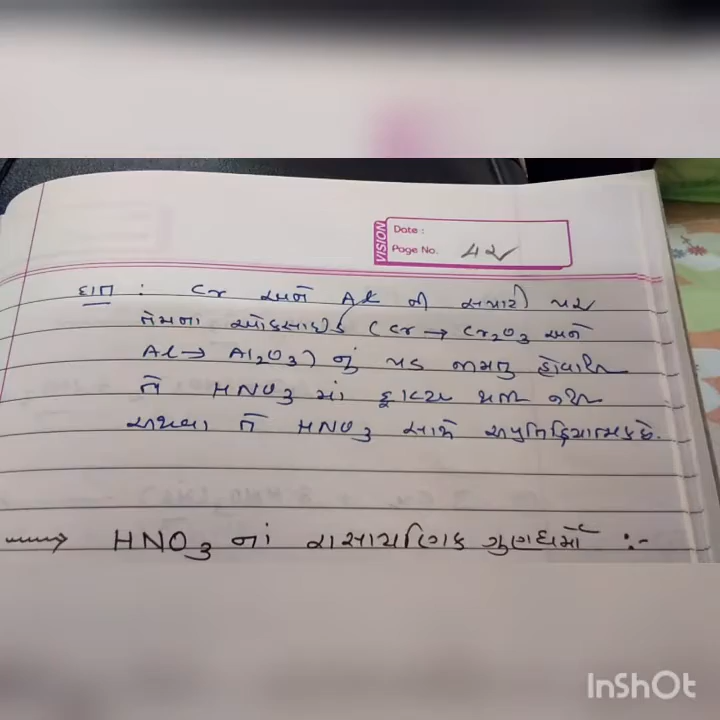 VISION
Date :
Page No. 42
દા.ત : Cr અને Al ની સપાટી પર
તેમના ઓક્સાઈડ (Cr → Cr2O3 અને
Al → Al2O3) નું પડ જામતું હોવાથી
તે HNO3 માં દ્રાવ્ય થતા નથી
અથવા તે HNO3 સાથે અપ્રતિક્રિયાત્મક છે.
→ HNO3 નાં રાસાયણિક ગુણધર્મો :-
InShOt